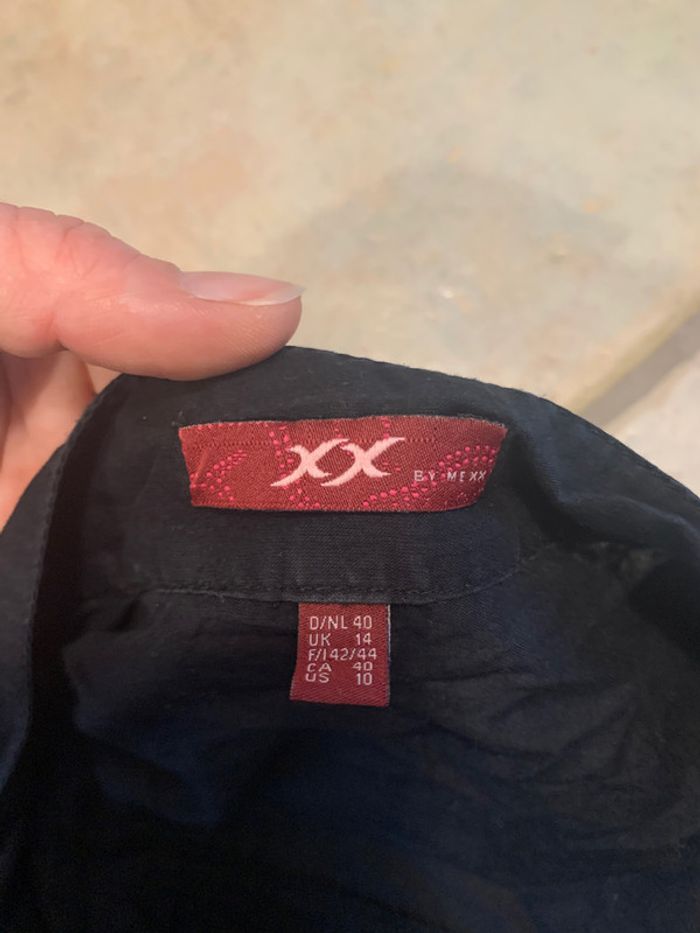 XX
BY MEXX
D/NL 40
UK 14
F/I 42/44
CA 40
US 10